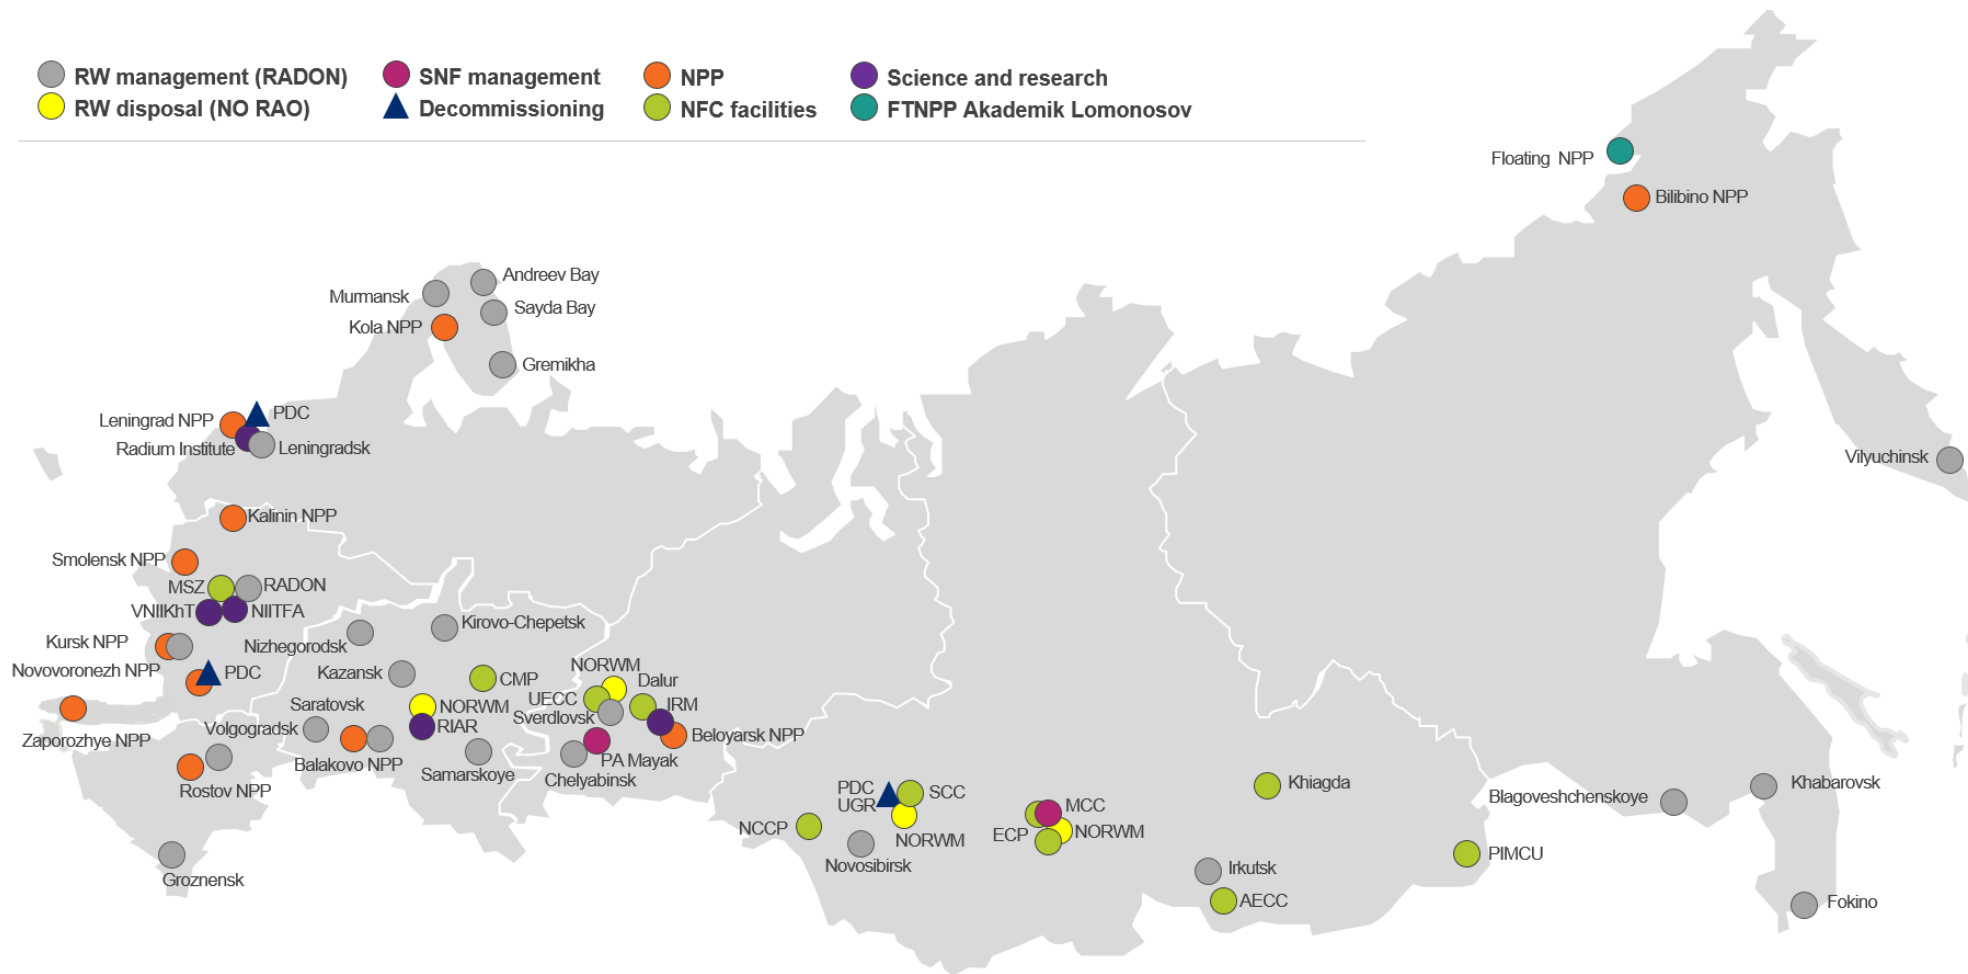 RW management (RADON)
SNF management
NPP
Science and research
RW disposal (NO RAO)
Decommissioning
NFC facilities
FTNPP Akademik Lomonosov
Floating NPP
Bilibino NPP
Andreev Bay
Murmansk
Sayda Bay
Kola NPP
Gremikha
Leningrad NPP
PDC
Radium Institute
Leningradsk
Vilyuchinsk
Kalinin NPP
Smolensk NPP
MSZ
RADON
VNIIKhT
NIITFA
Kursk NPP
Nizhegorodsk
Kirovo-Chepetsk
Novovoronezh NPP
PDC
Kazansk
CMP
NORWM
Dalur
UECC
IRM
Saratovsk
NORWM
Sverdlovsk
Volgogradsk
RIAR
Beloyarsk NPP
Zaporozhye NPP
Balakovo NPP
Samarskoye
PA Mayak
Chelyabinsk
Rostov NPP
PDC
UGR
SCC
MCC
Khiagda
Khabarovsk
Blagoveshchenskoye
NCCP
NORWM
ECP
NORWM
Novosibirsk
PIMCU
Irkutsk
AECC
Groznensk
Fokino